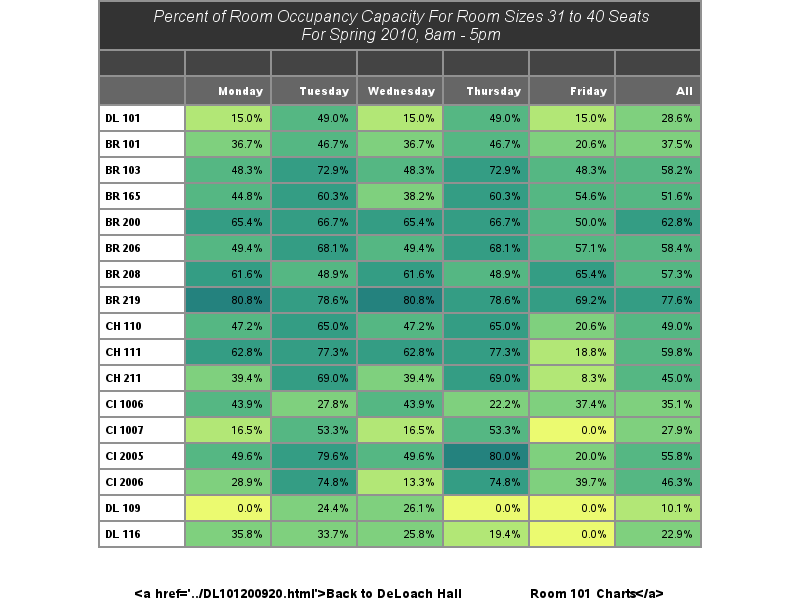 Percent of Room Occupancy Capacity For Room Sizes 31 to 40 Seats
For Spring 2010, 8am - 5pm
Monday Tuesday Wednesday Thursday Friday All
DL 101 15.0% 49.0% 15.0% 49.0% 15.0% 28.6%
BR 101 36.7% 46.7% 36.7% 46.7% 20.6% 37.5%
BR 103 48.3% 72.9% 48.3% 72.9% 48.3% 58.2%
BR 165 44.8% 60.3% 38.2% 60.3% 54.6% 51.6%
BR 200 65.4% 66.7% 65.4% 66.7% 50.0% 62.8%
BR 206 49.4% 68.1% 49.4% 68.1% 57.1% 58.4%
BR 208 61.6% 48.9% 61.6% 48.9% 65.4% 57.3%
BR 219 80.8% 78.6% 80.8% 78.6% 69.2% 77.6%
CH 110 47.2% 65.0% 47.2% 65.0% 20.6% 49.0%
CH 111 62.8% 77.3% 62.8% 77.3% 18.8% 59.8%
CH 211 39.4% 69.0% 39.4% 69.0% 8.3% 45.0%
CI 1006 43.9% 27.8% 43.9% 22.2% 37.4% 35.1%
CI 1007 16.5% 53.3% 16.5% 53.3% 0.0% 27.9%
CI 2005 49.6% 79.6% 49.6% 80.0% 20.0% 55.8%
CI 2006 28.9% 74.8% 13.3% 74.8% 39.7% 46.3%
DL 109 0.0% 24.4% 26.1% 0.0% 0.0% 10.1%
DL 116 35.8% 33.7% 25.8% 19.4% 0.0% 22.9%
<a href='../DL101200920.html'>Back to DeLoach Hall Room 101 Charts</a>